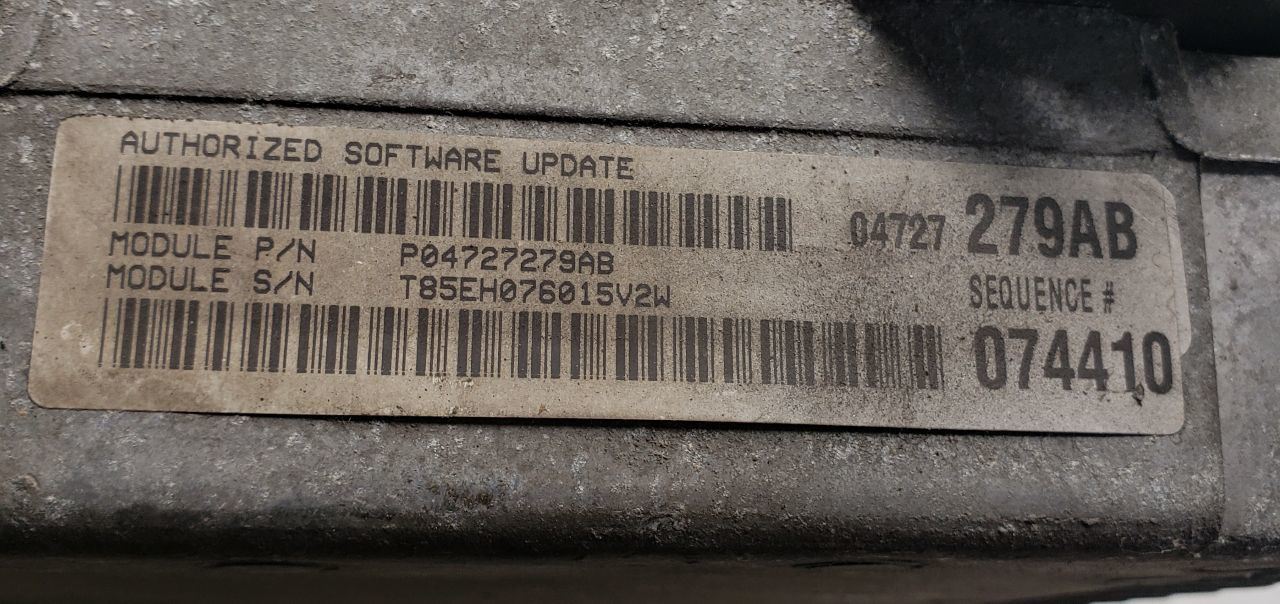 AUTHORIZED SOFTWARE UPDATE
04727 279AB
MODULE P/N P04727279AB
MODULE S/N T85EH076015V2W
SEQUENCE #
074410